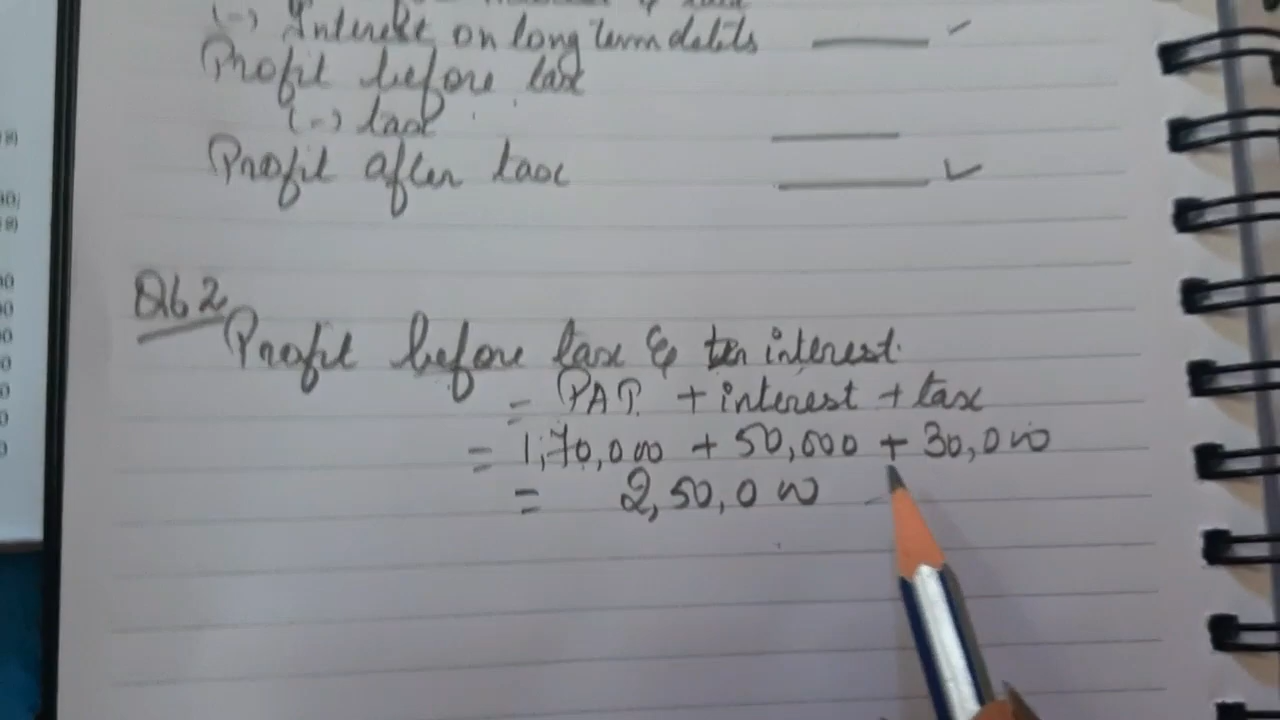 (-) Interest on long term debts
Profit before tax
(-) tax
Profit after tax
Q62
Profit before tax & interest.
= PAT. + interest + tax
= 1,70,000 + 50,000 + 30,000
= 2,50,000